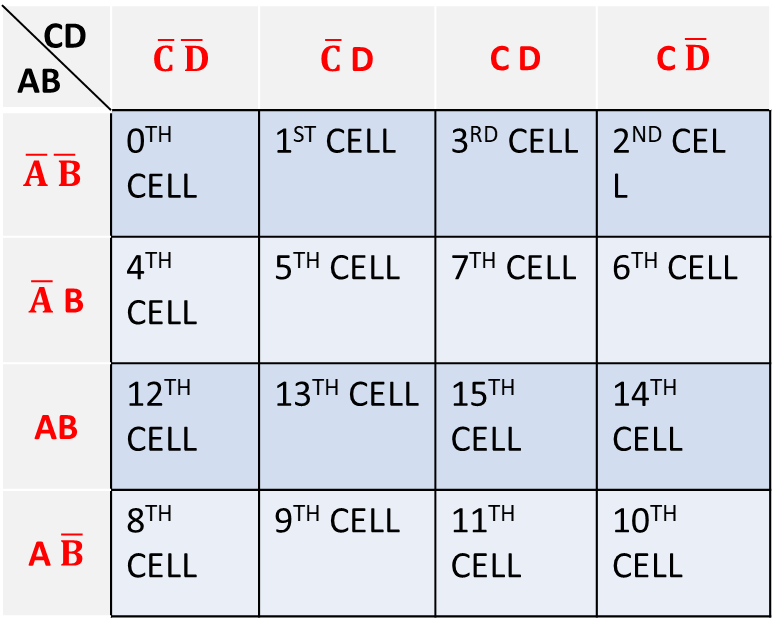 CD
AB
C̅ D̅
C̅ D
C D
C D̅
A̅ B̅
0TH
CELL
1ST CELL
3RD CELL
2ND CEL
L
A̅ B
4TH
CELL
5TH CELL
7TH CELL
6TH CELL
AB
12TH
CELL
13TH CELL
15TH
CELL
14TH
CELL
A B̅
8TH
CELL
9TH CELL
11TH
CELL
10TH
CELL